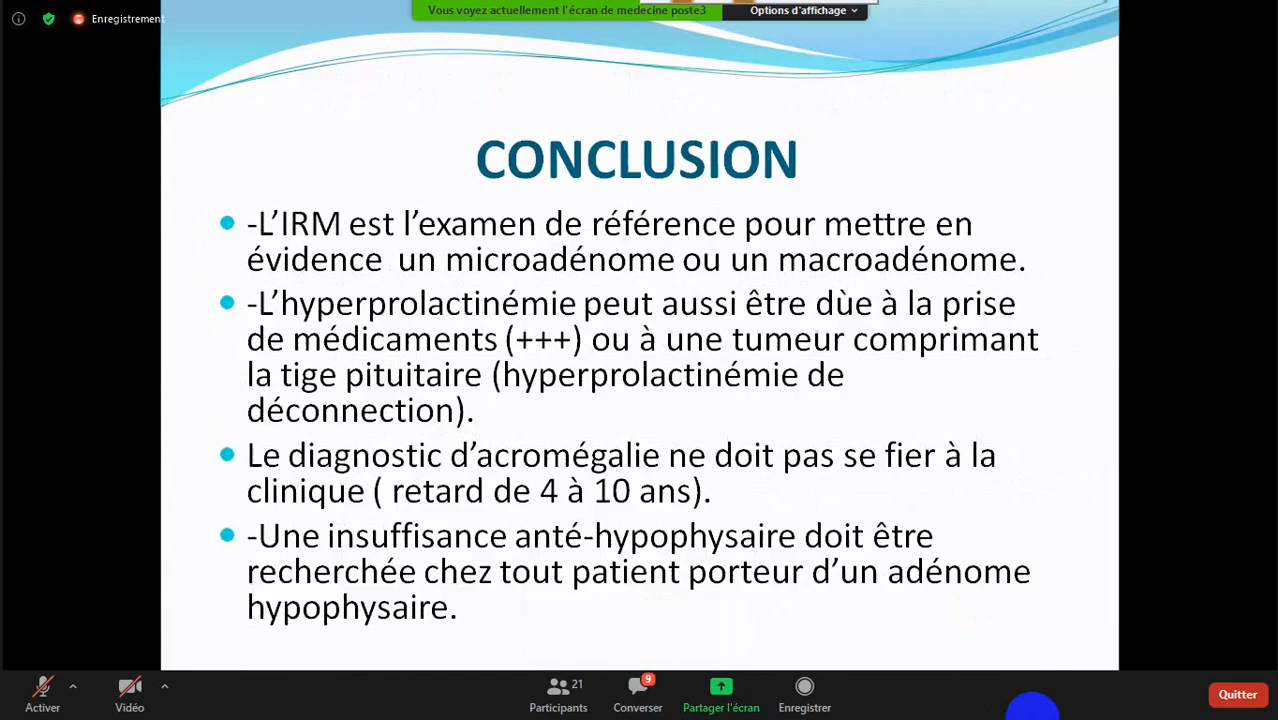 Enregistrement
Vous voyez actuellement l'écran de medecine poste3
Options d'affichage
CONCLUSION
-L’IRM est l’examen de référence pour mettre en
évidence un microadénome ou un macroadénome.
-L’hyperprolactinémie peut aussi être dùe à la prise
de médicaments (+++) ou à une tumeur comprimant
la tige pituitaire (hyperprolactinémie de
déconnection).
Le diagnostic d’acromégalie ne doit pas se fier à la
clinique ( retard de 4 à 10 ans).
-Une insuffisance anté-hypophysaire doit être
recherchée chez tout patient porteur d’un adénome
hypophysaire.
Activer
Vidéo
21
Participants
9
Converser
Partager l'écran
Enregistrer
Quitter